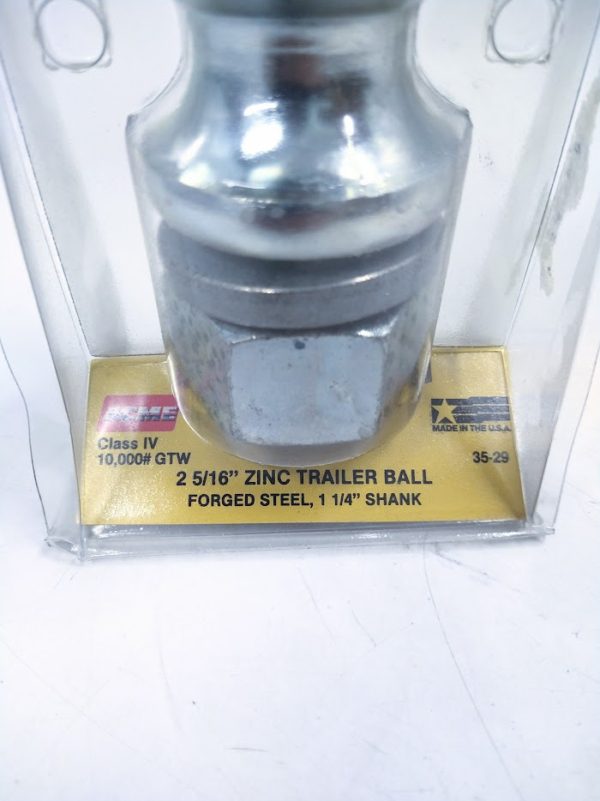 ACME
Class IV
10,000# GTW
MADE IN THE U.S.A.
35-29
2 5/16” ZINC TRAILER BALL
FORGED STEEL, 1 1/4” SHANK